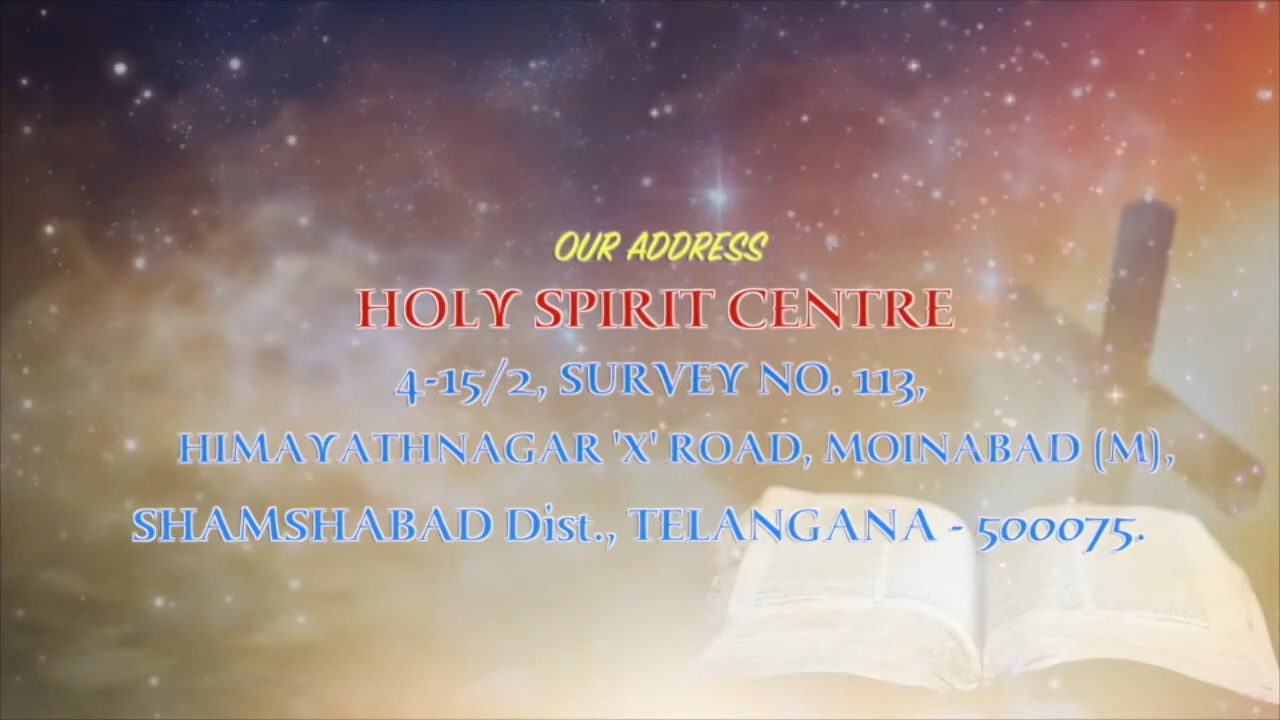 OUR ADDRESS
HOLY SPIRIT CENTRE
4-15/2, SURVEY NO. 113,
HIMAYATHNAGAR 'X' ROAD, MOINABAD (M),
SHAMSHABAD Dist., TELANGANA - 500075.